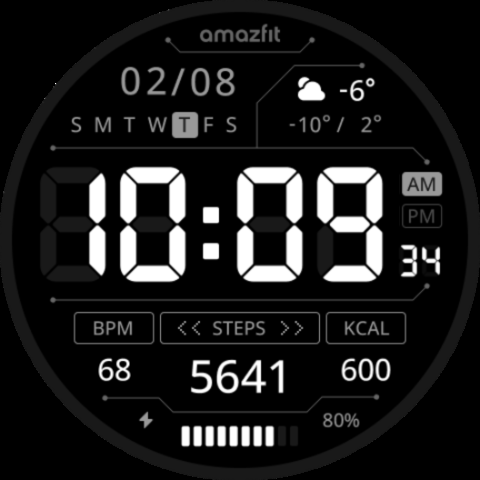 amazfit
02/08
-6°
S M T W T F S
-10° / 2°
AM
10:09
PM
34
BPM
<< STEPS >>
KCAL
68
5641
600
80%